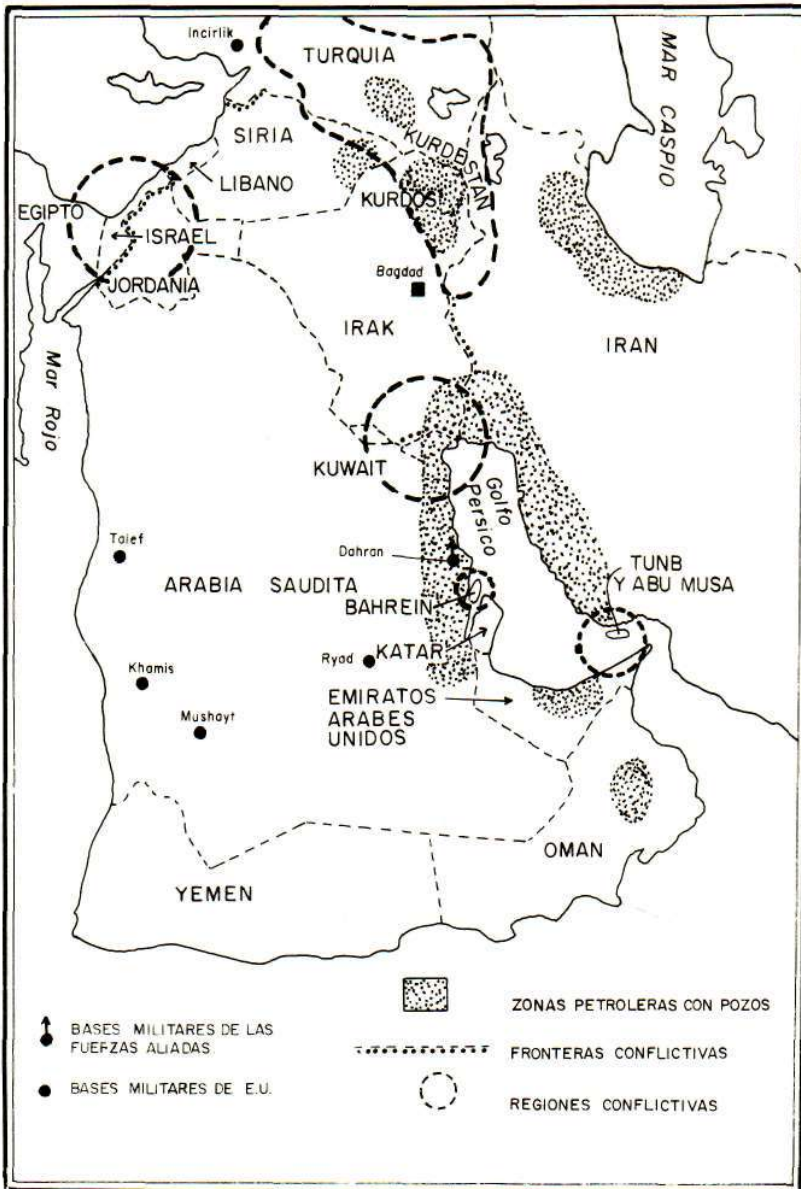 Incirlik
TURQUIA
MAR CASPIO
SIRIA
KURDEISTAN
LIBANO
KURDOS
EGIPTO
ISRAEL
JORDANIA
Bagdad
IRAK
IRAN
Mar Rojo
KUWAIT
Golfo
Persico
Taief
Dahran
TUNB
Y ABU MUSA
ARABIA SAUDITA
BAHREIN
Ryad
KATAR
Khamis
EMIRATOS
ARABES
UNIDOS
Mushayt
OMAN
YEMEN
BASES MILITARES DE LAS
FUERZAS ALIADAS
BASES MILITARES DE E.U.
ZONAS PETROLERAS CON POZOS
FRONTERAS CONFLICTIVAS
REGIONES CONFLICTIVAS